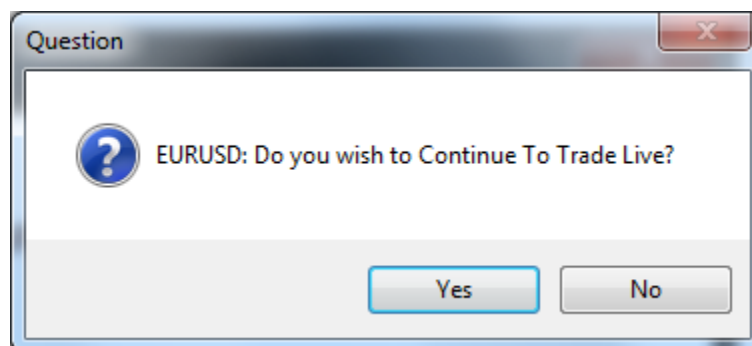 Question
EURUSD: Do you wish to Continue To Trade Live?
Yes
No